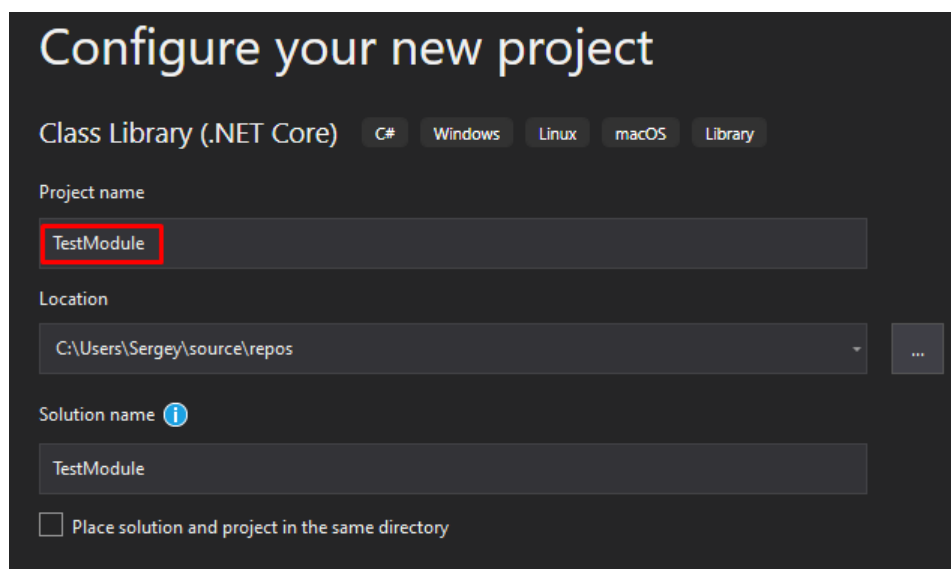 Configure your new project
Class Library (.NET Core) C# Windows Linux macOS Library
Project name
TestModule
Location
C:\Users\Sergey\source\repos
...
Solution name i
TestModule
Place solution and project in the same directory